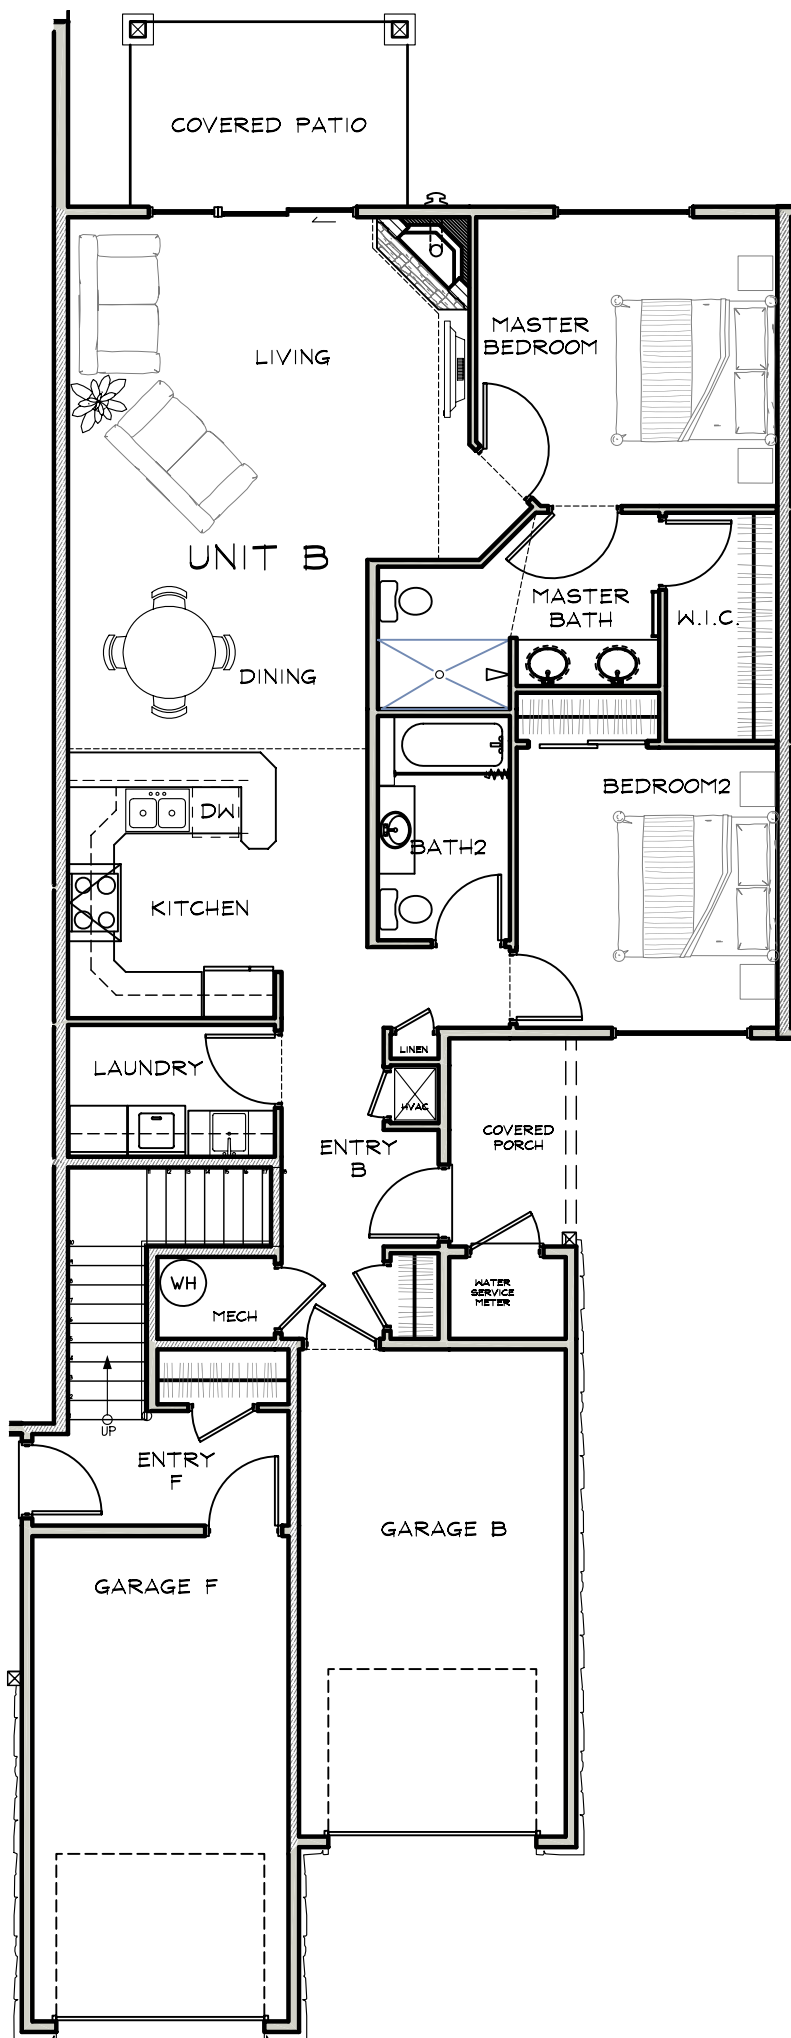 COVERED PATIO
LIVING
MASTER
BEDROOM
UNIT B
MASTER
BATH
W.I.C.
DINING
BEDROOM2
DW
BATH2
KITCHEN
LINEN
LAUNDRY
HVAC
COVERED
PORCH
ENTRY
B
WH
MECH
WATER
SERVICE
METER
UP
ENTRY
F
GARAGE B
GARAGE F